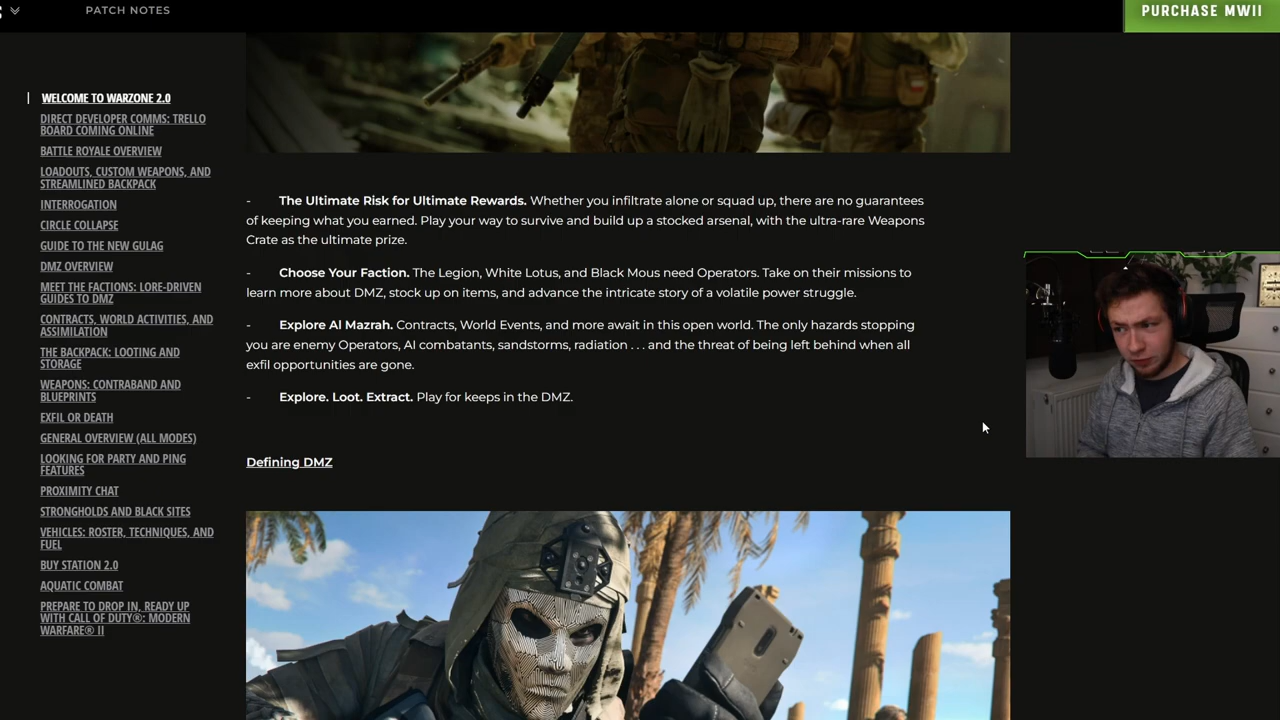 PATCH NOTES
PURCHASE MWII
WELCOME TO WARZONE 2.0
DIRECT DEVELOPER COMMS: TRELLO
BOARD COMING ONLINE
BATTLE ROYALE OVERVIEW
LOADOUTS, CUSTOM WEAPONS, AND
STREAMLINED BACKPACK
INTERROGATION
CIRCLE COLLAPSE
GUIDE TO THE NEW GULAG
DMZ OVERVIEW
MEET THE FACTIONS: LORE-DRIVEN
GUIDES TO DMZ
CONTRACTS, WORLD ACTIVITIES, AND
ASSIMILATION
THE BACKPACK: LOOTING AND
STORAGE
WEAPONS: CONTRABAND AND
BLUEPRINTS
EXFIL OR DEATH
GENERAL OVERVIEW (ALL MODES)
LOOKING FOR PARTY AND PING
FEATURES
PROXIMITY CHAT
STRONGHOLDS AND BLACK SITES
VEHICLES: ROSTER, TECHNIQUES, AND
FUEL
BUY STATION 2.0
AQUATIC COMBAT
PREPARE TO DROP IN, READY UP
WITH CALL OF DUTY®: MODERN
WARFARE® II
- The Ultimate Risk for Ultimate Rewards. Whether you infiltrate alone or squad up, there are no guarantees
of keeping what you earned. Play your way to survive and build up a stocked arsenal, with the ultra-rare Weapons
Crate as the ultimate prize.
- Choose Your Faction. The Legion, White Lotus, and Black Mous need Operators. Take on their missions to
learn more about DMZ, stock up on items, and advance the intricate story of a volatile power struggle.
- Explore Al Mazrah. Contracts, World Events, and more await in this open world. The only hazards stopping
you are enemy Operators, AI combatants, sandstorms, radiation . . . and the threat of being left behind when all
exfil opportunities are gone.
- Explore. Loot. Extract. Play for keeps in the DMZ.
Defining DMZ